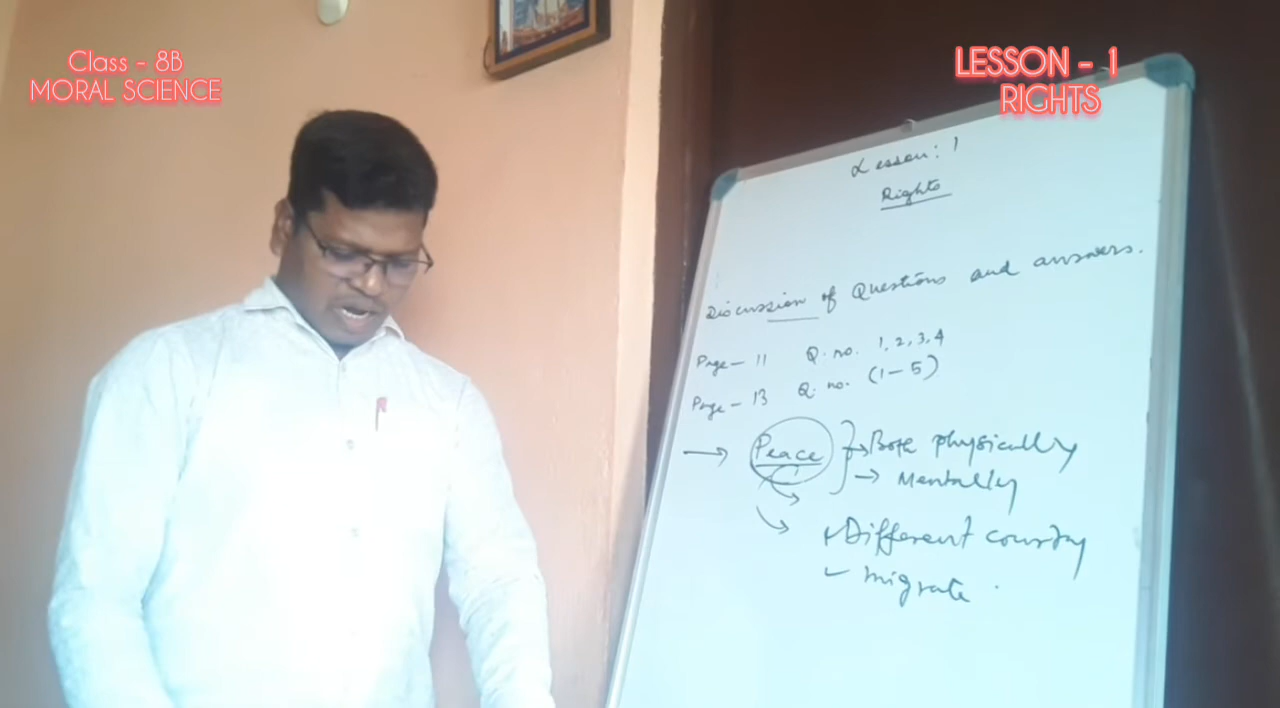 Class - 8B
MORAL SCIENCE
LESSON - 1
RIGHTS
Lesson: 1
Rights
Discussion of Questions and answers.
Page - 11 Q. no. 1, 2, 3, 4
Page - 13 Q. no. (1 - 5)
→ Peace } → Both physically
→ Mentally
Different country
migrate.